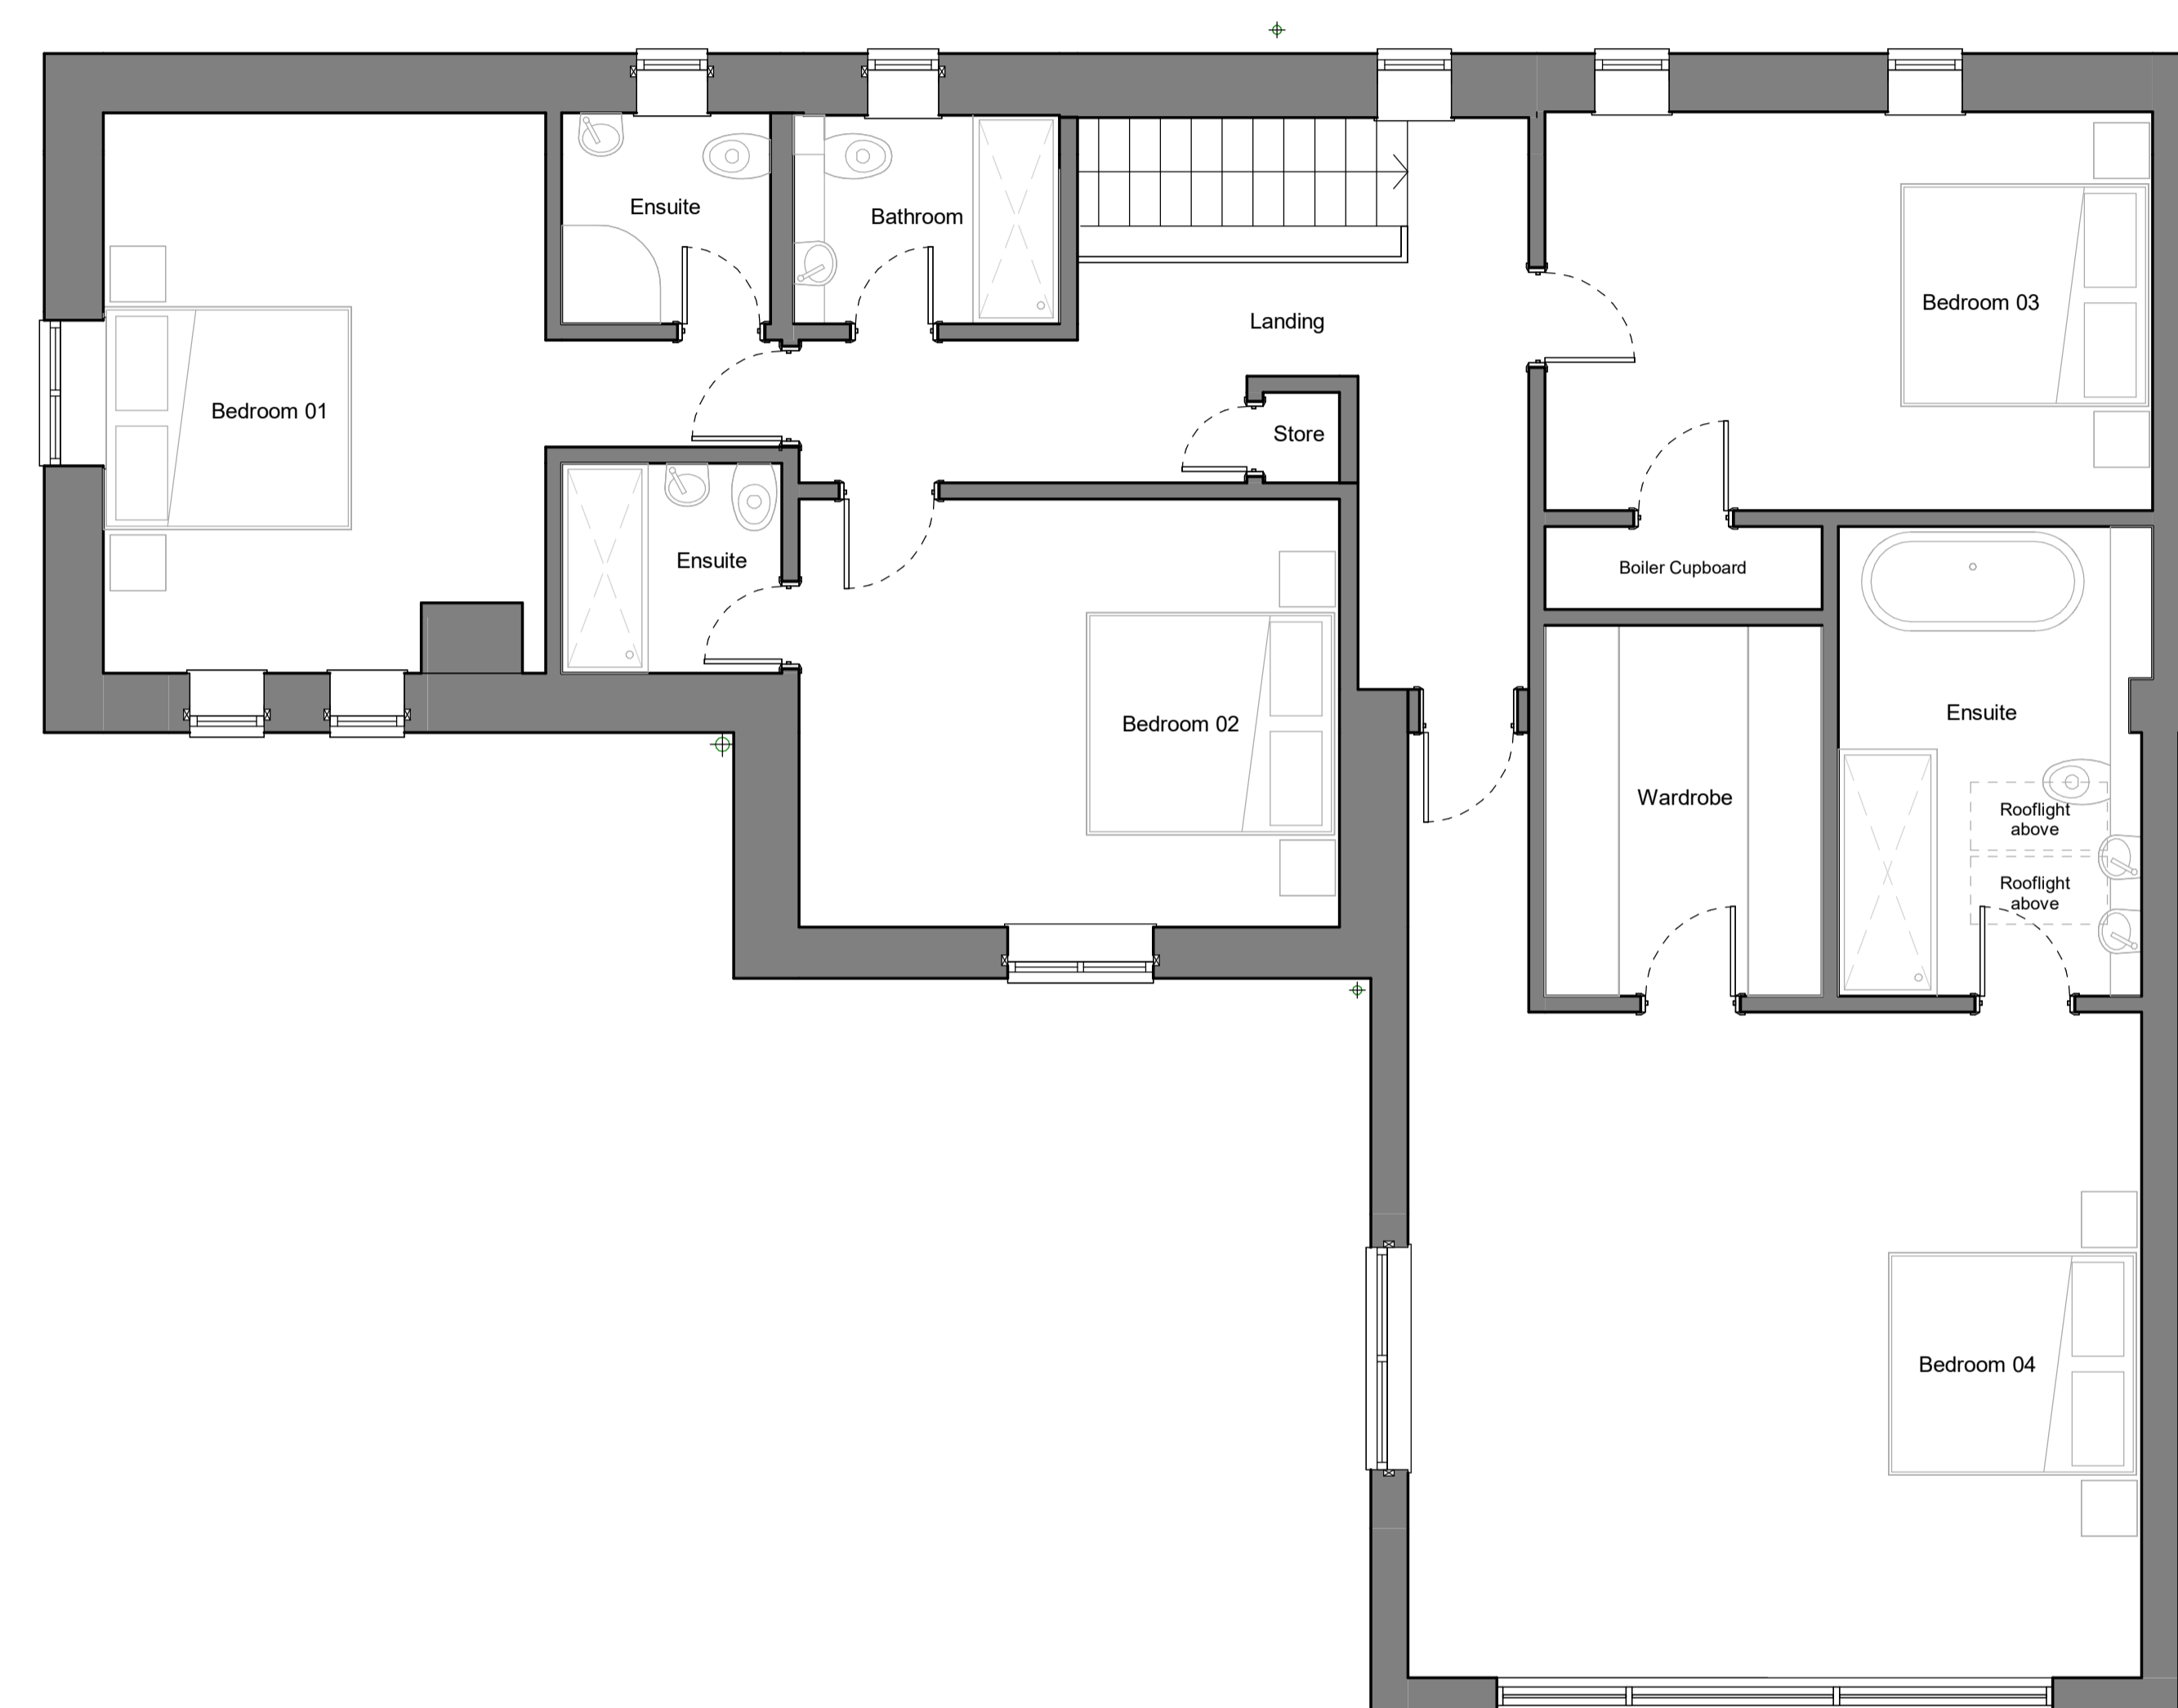 Ensuite
Bathroom
Bedroom 03
Landing
Bedroom 01
Store
Ensuite
Boiler Cupboard
Bedroom 02
Ensuite
Wardrobe
Rooflight
above
Rooflight
above
Bedroom 04